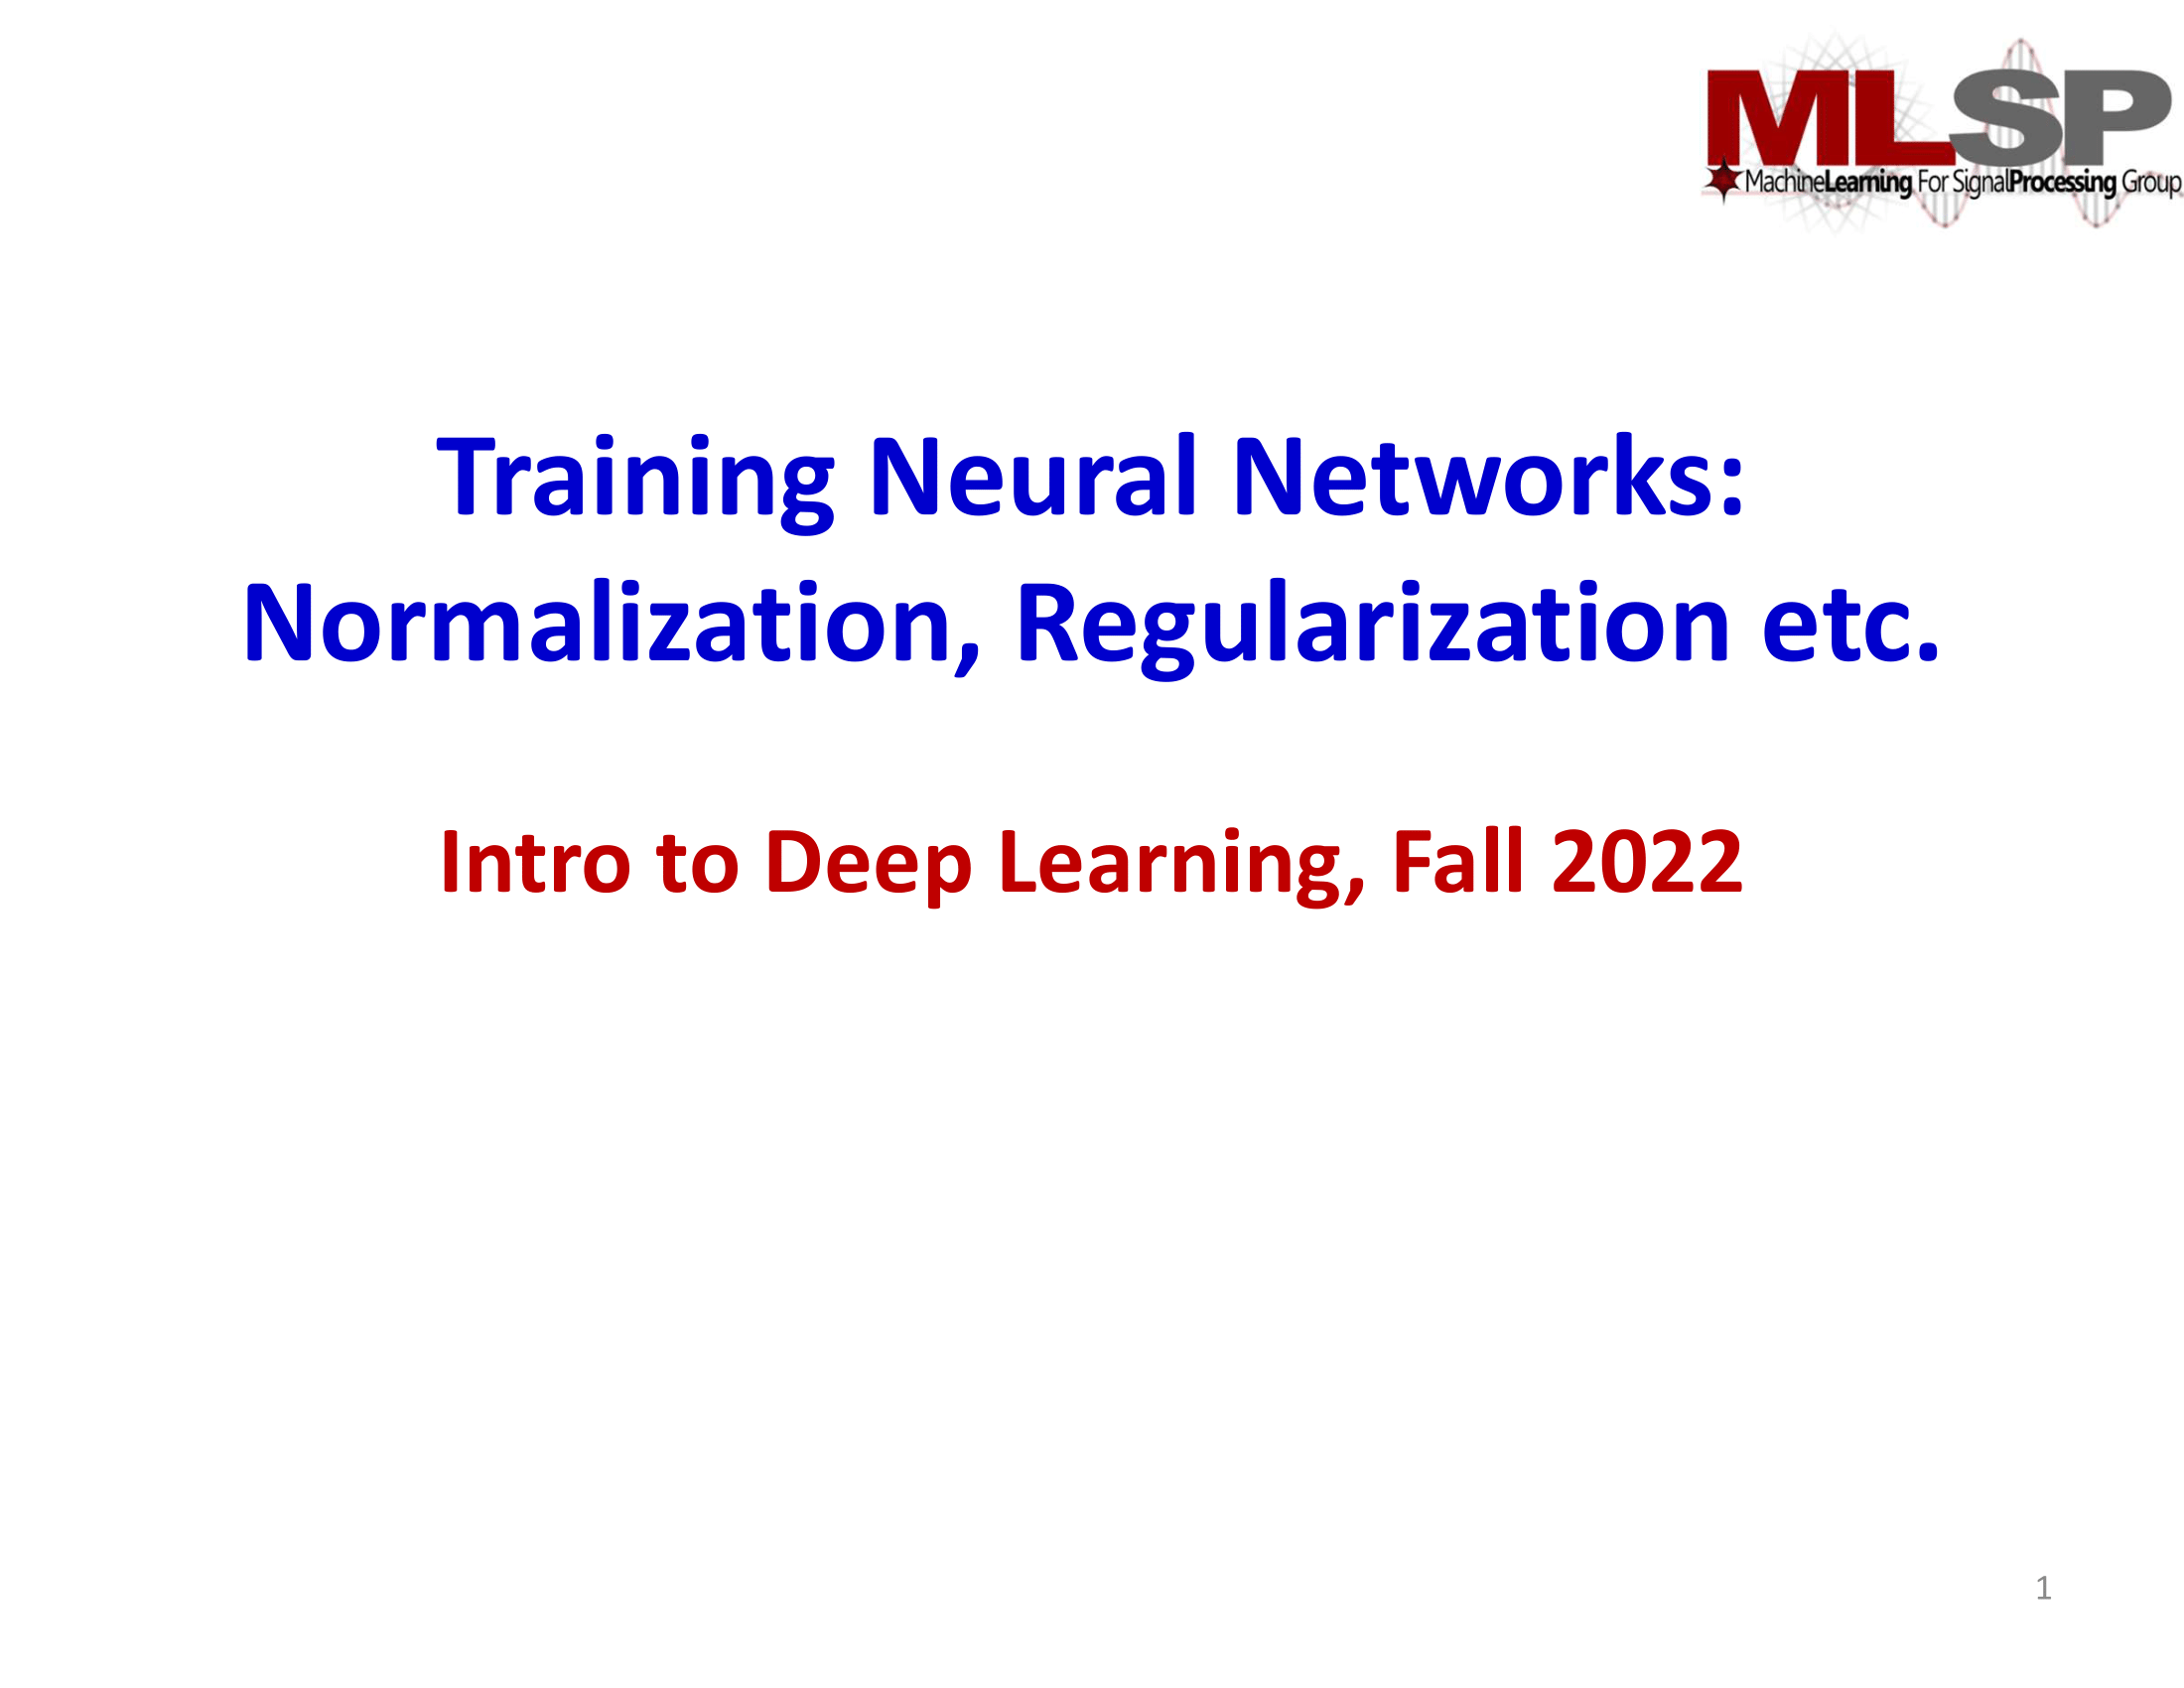 MLSP
MachineLearning For SignalProcessing Group
Training Neural Networks:
Normalization, Regularization etc.
Intro to Deep Learning, Fall 2022
1